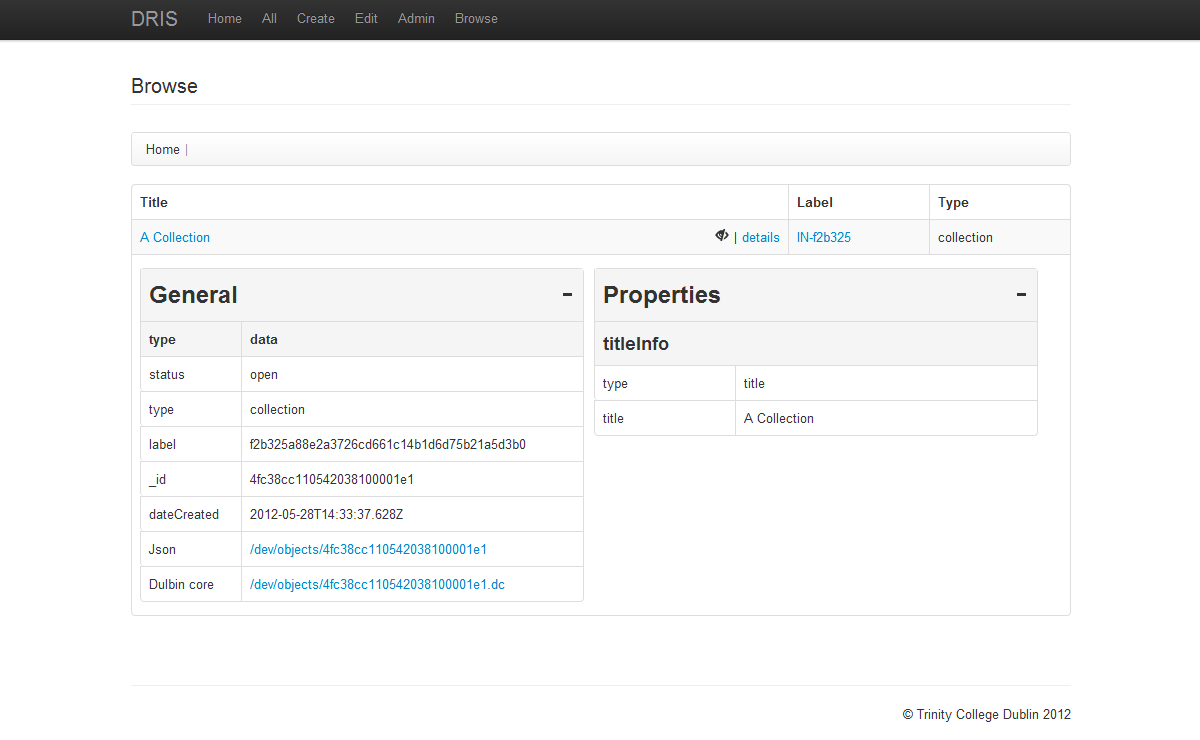 DRIS Home All Create Edit Admin Browse
Browse
Home |
Title Label Type
A Collection | details IN-f2b325 collection
General −
type data
status open
type collection
label f2b325a88e2a3726cd661c14b1d6d75b21a5d3b0
_id 4fc38cc110542038100001e1
dateCreated 2012-05-28T14:33:37.628Z
Json /dev/objects/4fc38cc110542038100001e1
Dulbin core /dev/objects/4fc38cc110542038100001e1.dc
Properties −
titleInfo
type title
title A Collection
© Trinity College Dublin 2012